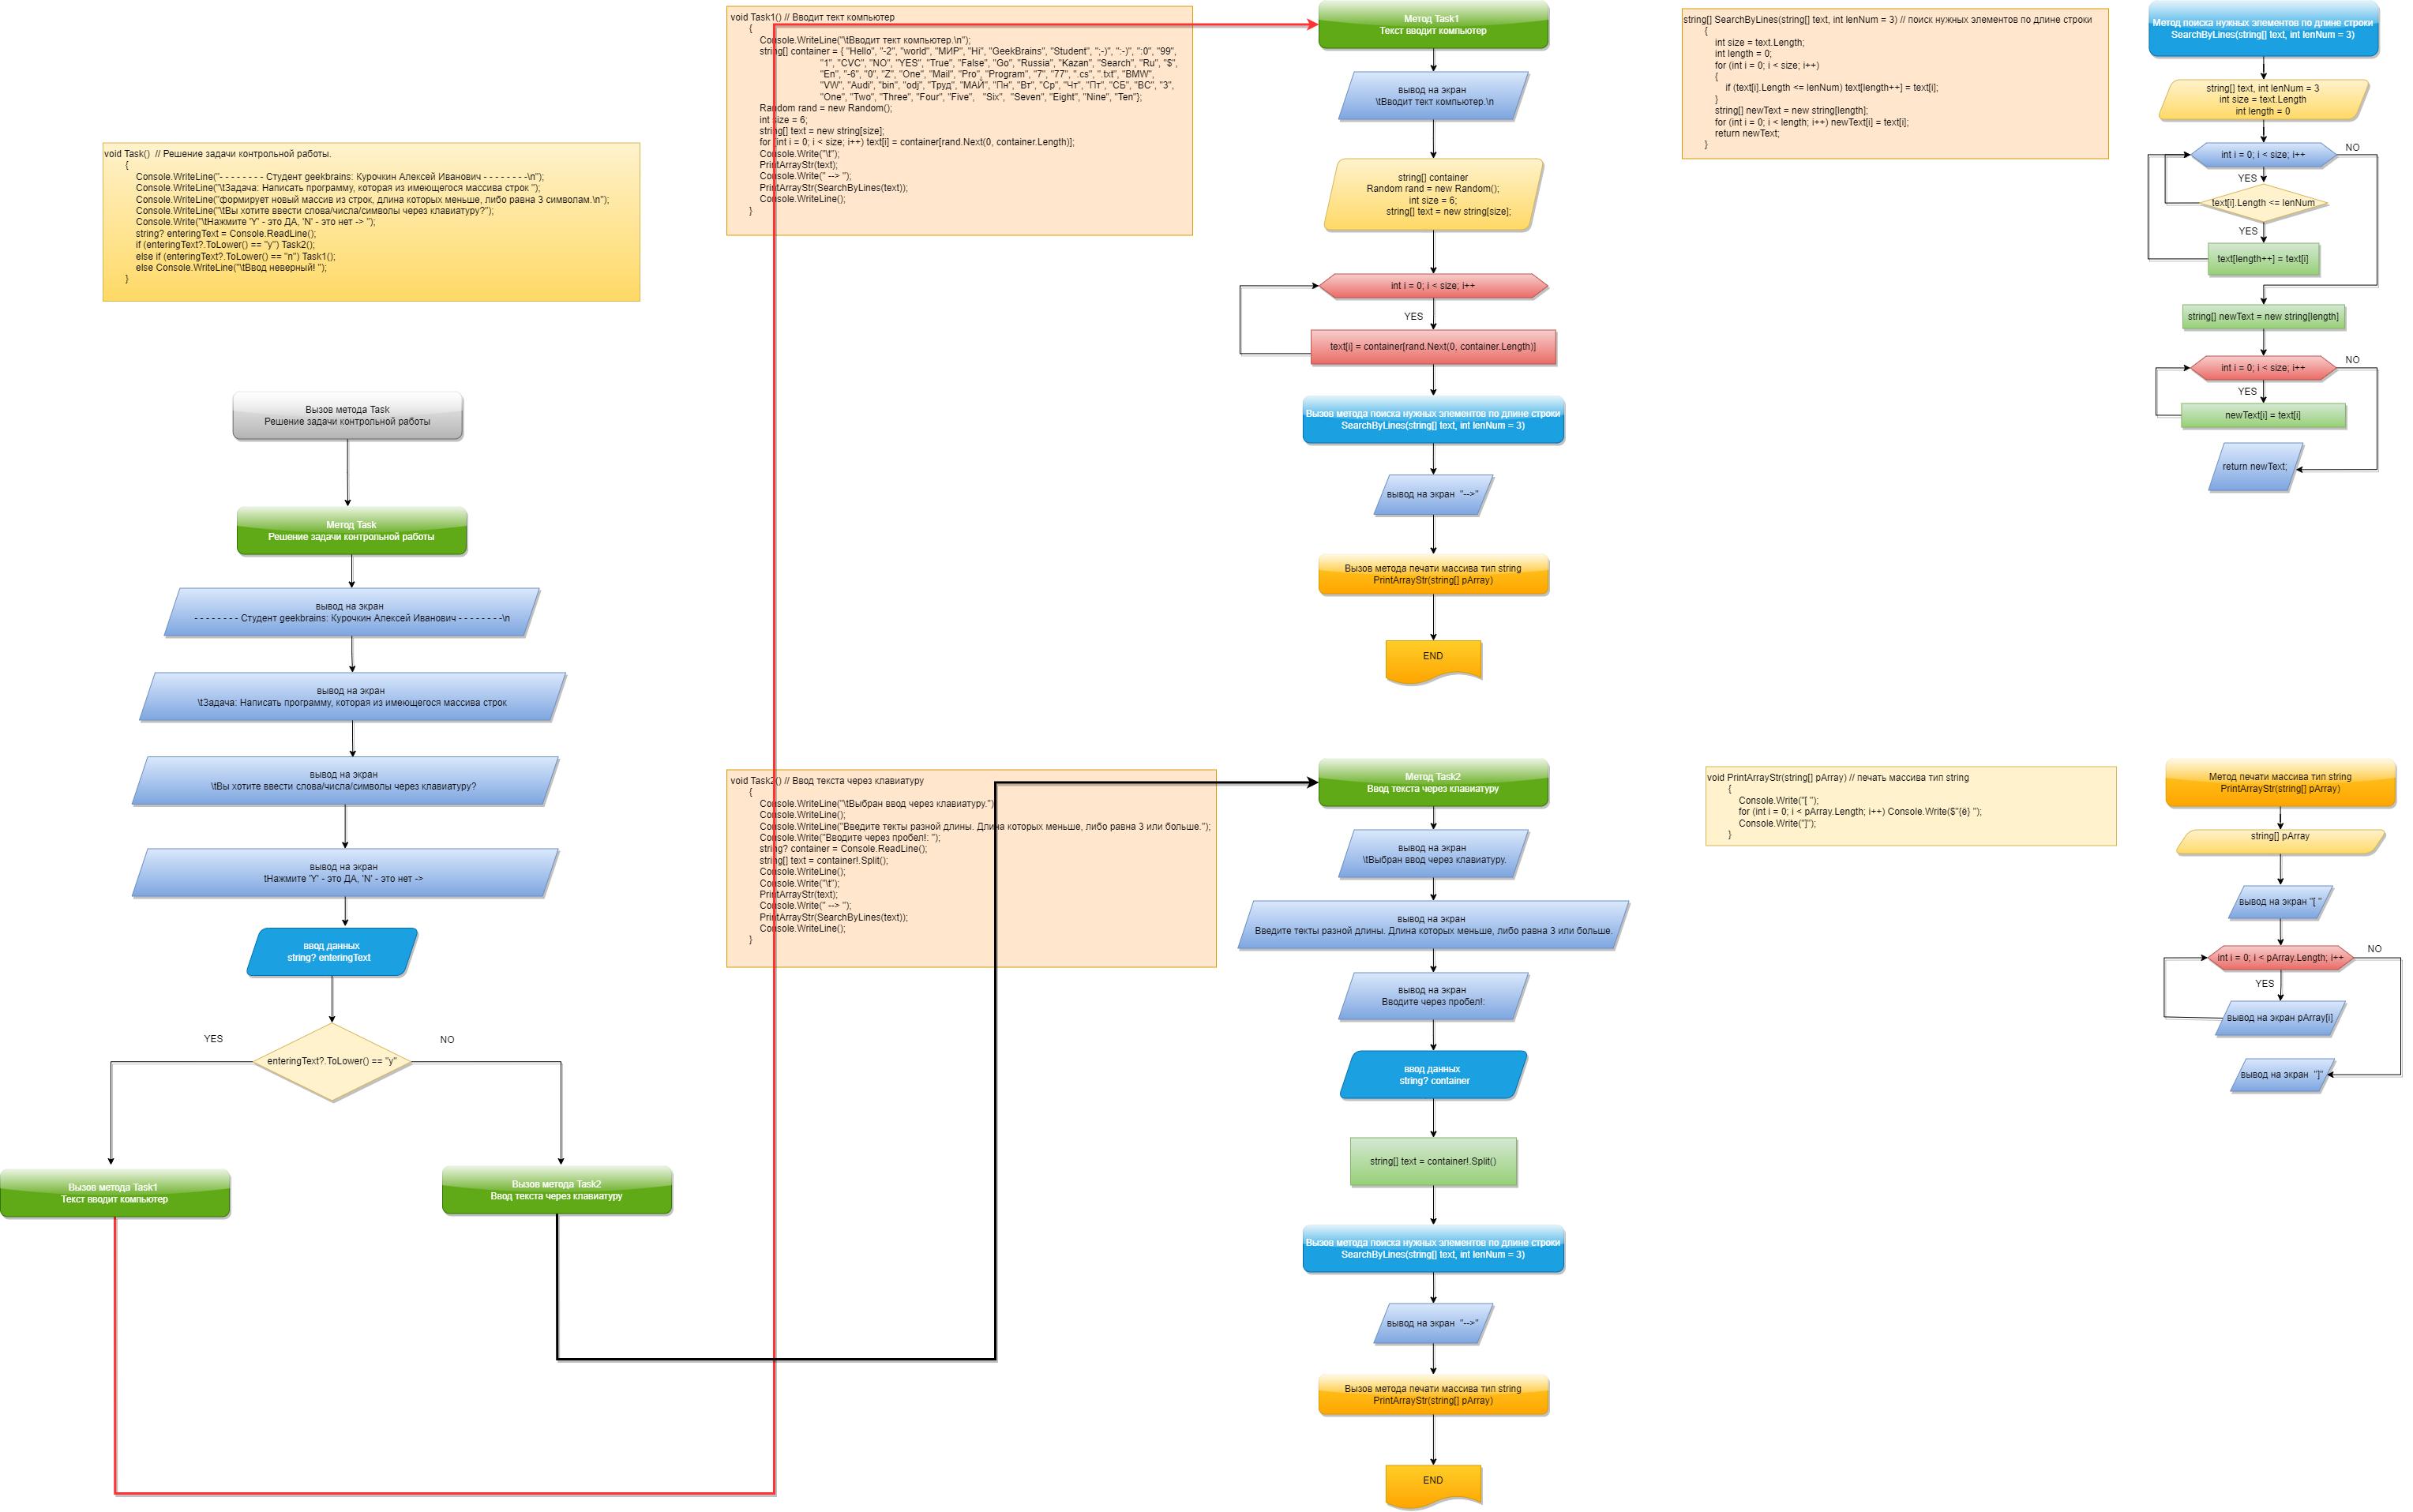 void Task()  // Решение задачи контрольной работы.
{
Console.WriteLine("- - - - - - - - Студент geekbrains: Курочкин Алексей Иванович - - - - - - - -\n");
Console.WriteLine("\tЗадача: Написать программу, которая из имеющегося массива строк ");
Console.WriteLine("формирует новый массив из строк, длина которых меньше, либо равна 3 символам.\n");
Console.WriteLine("\tВы хотите ввести слова/числа/символы через клавиатуру?");
Console.Write("\tНажмите 'Y' - это ДА, 'N' - это нет -> ");
string? enteringText = Console.ReadLine();
if (enteringText?.ToLower() == "y") Task2();
else if (enteringText?.ToLower() == "n") Task1();
else Console.WriteLine("\tВвод неверный! ");
}
Вызов метода Task
Решение задачи контрольной работы
Метод Task
Решение задачи контрольной работы
вывод на экран
- - - - - - - - Студент geekbrains: Курочкин Алексей Иванович - - - - - - - -\n
вывод на экран
\tЗадача: Написать программу, которая из имеющегося массива строк
вывод на экран
\tВы хотите ввести слова/числа/символы через клавиатуру?
вывод на экран
tНажмите 'Y' - это ДА, 'N' - это нет ->
ввод данных
string? enteringText
YES
NO
enteringText?.ToLower() == "y"
Вызов метода Task1
Текст вводит компьютер
Вызов метода Task2
Ввод текста через клавиатуру
void Task1() // Вводит тект компьютер
{
Console.WriteLine("\tВводит тект компьютер.\n");
string[] container = { "Hello", "-2", "world", "МИР", "Hi", "GeekBrains", "Student", ";-)", ":-)", ":0", "99",
"1", "CVC", "NO", "YES", "True", "False", "Go", "Russia", "Kazan", "Search", "Ru", "$",
"En", "-6", "0", "Z", "One", "Mail", "Pro", "Program", "7", "77", ".cs", ".txt", "BMW",
"VW", "Audi", "bin", "odj", "Труд", "МАЙ", "Пн", "Вт", "Ср", "Чт", "Пт", "СБ", "ВС", "3",
"One", "Two", "Three", "Four", "Five",   "Six",  "Seven", "Eight", "Nine", "Ten"};
Random rand = new Random();
int size = 6;
string[] text = new string[size];
for (int i = 0; i < size; i++) text[i] = container[rand.Next(0, container.Length)];
Console.Write("\t");
PrintArrayStr(text);
Console.Write(" --> ");
PrintArrayStr(SearchByLines(text));
Console.WriteLine();
}
Метод Task1
Текст вводит компьютер
вывод на экран
\tВводит тект компьютер.\n
string[] container
Random rand = new Random();
int size = 6;
string[] text = new string[size];
int i = 0; i < size; i++
YES
text[i] = container[rand.Next(0, container.Length)]
Вызов метода поиска нужных элементов по длине строки
SearchByLines(string[] text, int lenNum = 3)
вывод на экран  "-->"
Вызов метода печати массива тип string
PrintArrayStr(string[] pArray)
END
void Task2() // Ввод текста через клавиатуру
{
Console.WriteLine("\tВыбран ввод через клавиатуру.")
Console.WriteLine();
Console.WriteLine("Введите текты разной длины. Длина которых меньше, либо равна 3 или больше.");
Console.Write("Вводите через пробел!: ");
string? container = Console.ReadLine();
string[] text = container!.Split();
Console.WriteLine();
Console.Write("\t");
PrintArrayStr(text);
Console.Write(" --> ");
PrintArrayStr(SearchByLines(text));
Console.WriteLine();
}
Метод Task2
Ввод текста через клавиатуру
вывод на экран
\tВыбран ввод через клавиатуру.
вывод на экран
Введите текты разной длины. Длина которых меньше, либо равна 3 или больше.
вывод на экран
Вводите через пробел!:
ввод данных
string? container
string[] text = container!.Split()
Вызов метода поиска нужных элементов по длине строки
SearchByLines(string[] text, int lenNum = 3)
вывод на экран  "-->"
Вызов метода печати массива тип string
PrintArrayStr(string[] pArray)
END
string[] SearchByLines(string[] text, int lenNum = 3) // поиск нужных элементов по длине строки
{
int size = text.Length;
int length = 0;
for (int i = 0; i < size; i++)
{
if (text[i].Length <= lenNum) text[length++] = text[i];
}
string[] newText = new string[length];
for (int i = 0; i < length; i++) newText[i] = text[i];
return newText;
}
Метод поиска нужных элементов по длине строки
SearchByLines(string[] text, int lenNum = 3)
string[] text, int lenNum = 3
int size = text.Length
int length = 0
int i = 0; i < size; i++
NO
YES
text[i].Length <= lenNum
YES
text[length++] = text[i]
string[] newText = new string[length]
int i = 0; i < size; i++
NO
YES
newText[i] = text[i]
return newText;
void PrintArrayStr(string[] pArray) // печать массива тип string
{
Console.Write("[ ");
for (int i = 0; i < pArray.Length; i++) Console.Write($"{ё} ");
Console.Write("]");
}
Метод печати массива тип string
PrintArrayStr(string[] pArray)
string[] pArray
вывод на экран "[ "
int i = 0; i < pArray.Length; i++
NO
YES
вывод на экран pArray[i]
вывод на экран  "]"